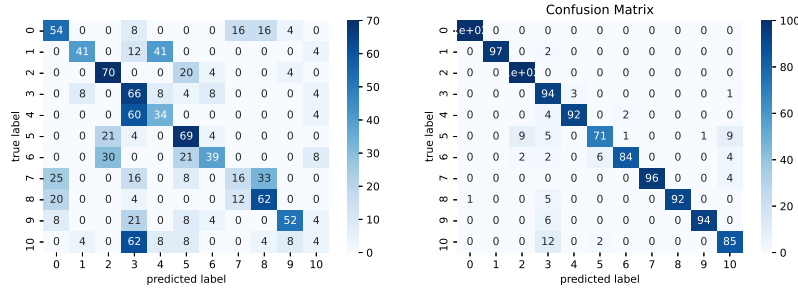 0 54 0 0 8 0 0 0 16 16 4 0
1 0 41 0 12 41 0 0 0 0 0 4
2 0 0 70 0 0 20 4 0 0 4 0
3 0 8 0 66 8 4 8 0 0 0 4
4 0 0 0 60 34 0 0 0 0 0 4
5 0 0 21 4 0 69 4 0 0 0 0
6 0 0 30 0 0 21 39 0 0 0 8
7 25 0 0 16 0 8 0 16 33 0 0
8 20 0 0 4 0 0 0 12 62 0 0
9 8 0 0 21 0 8 4 0 0 52 4
10 0 4 0 62 8 8 0 0 4 8 4
0 1 2 3 4 5 6 7 8 9 10
predicted label
true label
70
60
50
40
30
20
10
0
Confusion Matrix
0 1e+02 0 0 0 0 0 0 0 0 0 0
1 0 97 0 2 0 0 0 0 0 0 0
2 0 0 1e+02 0 0 0 0 0 0 0 0
3 0 0 0 94 3 0 0 0 0 0 1
4 0 0 0 4 92 0 2 0 0 0 0
5 0 0 9 5 0 71 1 0 0 1 9
6 0 0 2 2 0 6 84 0 0 0 4
7 0 0 0 0 0 0 0 96 0 0 4
8 1 0 0 5 0 0 0 0 92 0 0
9 0 0 0 6 0 0 0 0 0 94 0
10 0 0 0 12 0 2 0 0 0 0 85
0 1 2 3 4 5 6 7 8 9 10
predicted label
true label
100
80
60
40
20
0